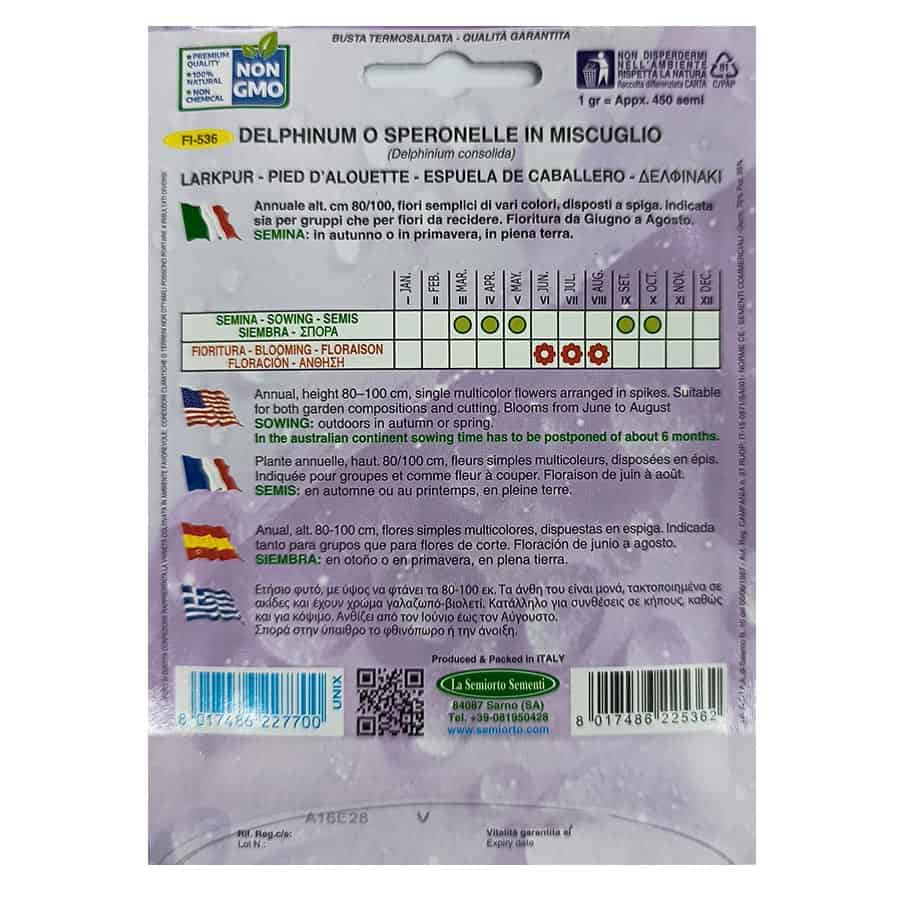 BUSTA TERMOSALDATA - QUALITÀ GARANTITA
PREMIUM QUALITY
100% NATURAL
NON CHEMICAL
NON GMO
NON DISPERDERMI
NELL'AMBIENTE
RISPETTA LA NATURA
Raccolta differenziata CARTA
81
C/PAP
1 gr = Appx. 450 semi
FI-536 DELPHINUM O SPERONELLE IN MISCUGLIO
(Delphinium consolida)
LARKPUR - PIED D'ALOUETTE - ESPUELA DE CABALLERO - ΔΕΛΦΙΝΑΚΙ
Annuale alt. cm 80/100, fiori semplici di vari colori, disposti a spiga. indicata
sia per gruppi che per fiori da recidere. Fioritura da Giugno a Agosto.
SEMINA: in autunno o in primavera, in piena terra.
JAN. FEB. MAR. APR. MAY. JUN. JUL. AUG. SET. OCT. NOV. DEC.
I II III IV V VI VII VIII IX X XI XII
SEMINA - SOWING - SEMIS
SIEMBRA - ΣΠΟΡΑ
FIORITURA - BLOOMING - FLORAISON
FLORACIÓN - ΑΝΘΗΣΗ
Annual, height 80–100 cm, single multicolor flowers arranged in spikes. Suitable
for both garden compositions and cutting. Blooms from June to August
SOWING: outdoors in autumn or spring.
In the australian continent sowing time has to be postponed of about 6 months.
Plante annuelle, haut. 80/100 cm, fleurs simples multicoleurs, disposées en épis.
Indiquée pour groupes et comme fleur à couper. Floraison de juin à août.
SEMIS: en automne ou au printemps, en pleine terre.
Anual, alt. 80-100 cm, flores simples multicolores, dispuestas en espiga. Indicada
tanto para grupos que para flores de corte. Floración de junio a agosto.
SIEMBRA: en otoño o en primavera, en plena tierra.
Ετήσιο φυτό, με ύψος να φτάνει τα 80-100 εκ. Τα άνθη του είναι μονά, τακτοποιημένα σε
ακίδες και έχουν χρώμα γαλαζωπό-βιολετί. Κατάλληλο για συνθέσεις σε κήπους, καθώς
και για κόψιμο. Ανθίζει από τον Ιούνιο έως τον Αύγουστο.
Σπορά στην ύπαιθρο το φθινόπωρο ή την άνοιξη.
Produced & Packed in ITALY
8 017486 227700
UNIX
La Semiorto Sementi
84087 Sarno (SA)
Tel. +39-081950428
www.semiorto.com
8 017486 225362
A16E28 V
Rif. Reg.c/s:
Lot N.:
Vitalità garantita al
Expiry date